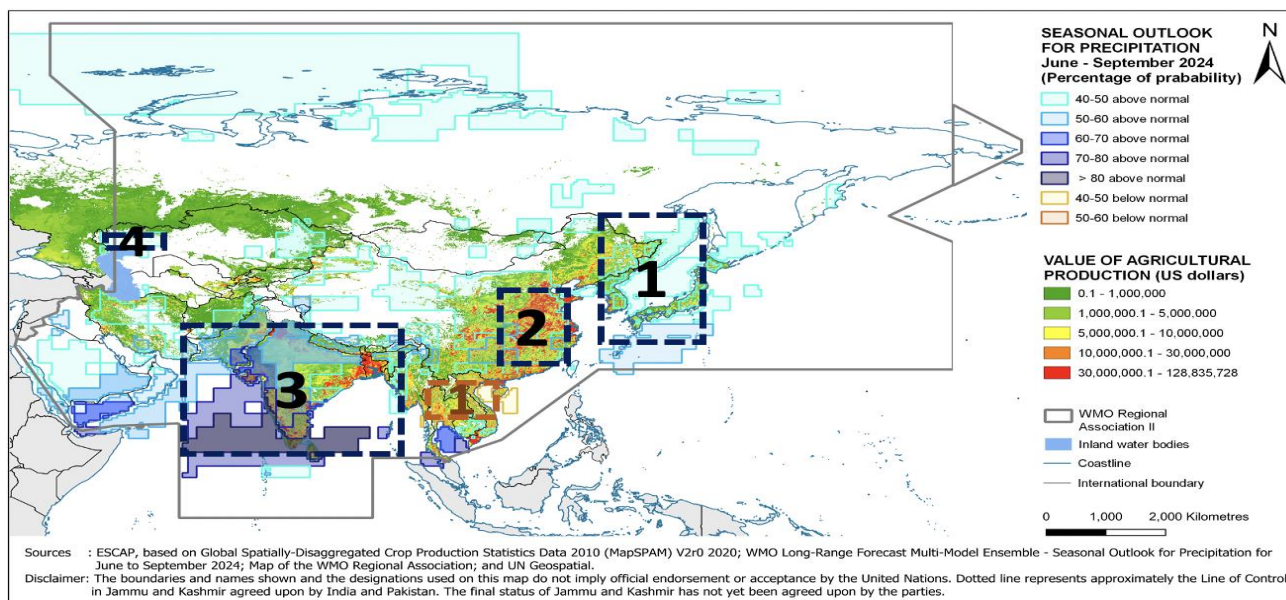 SEASONAL OUTLOOK
FOR PRECIPITATION
June - September 2024
(Percentage of prabability)
N
40-50 above normal
50-60 above normal
60-70 above normal
70-80 above normal
> 80 above normal
40-50 below normal
50-60 below normal
VALUE OF AGRICULTURAL
PRODUCTION (US dollars)
0.1 - 1,000,000
1,000,000.1 - 5,000,000
5,000,000.1 - 10,000,000
10,000,000.1 - 30,000,000
30,000,000.1 - 128,835,728
WMO Regional
Association II
Inland water bodies
Coastline
International boundary
0 1,000 2,000 Kilometres
4
1
2
3
1
Sources : ESCAP, based on Global Spatially-Disaggregated Crop Production Statistics Data 2010 (MapSPAM) V2r0 2020; WMO Long-Range Forecast Multi-Model Ensemble - Seasonal Outlook for Precipitation for
June to September 2024; Map of the WMO Regional Association; and UN Geospatial.
Disclaimer: The boundaries and names shown and the designations used on this map do not imply official endorsement or acceptance by the United Nations. Dotted line represents approximately the Line of Control
in Jammu and Kashmir agreed upon by India and Pakistan. The final status of Jammu and Kashmir has not yet been agreed upon by the parties.